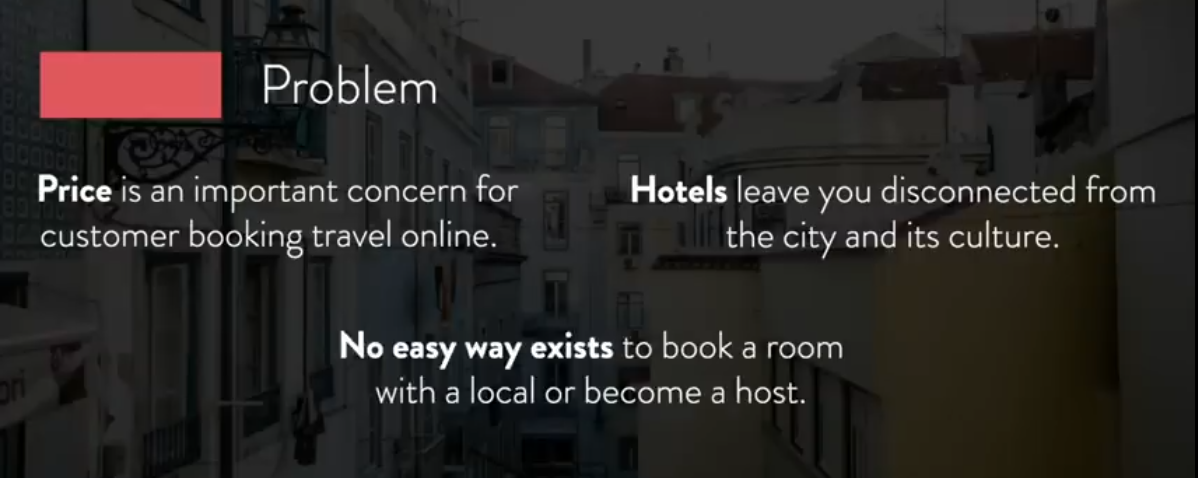 Problem
Price is an important concern for
customer booking travel online.
Hotels leave you disconnected from
the city and its culture.
No easy way exists to book a room
with a local or become a host.